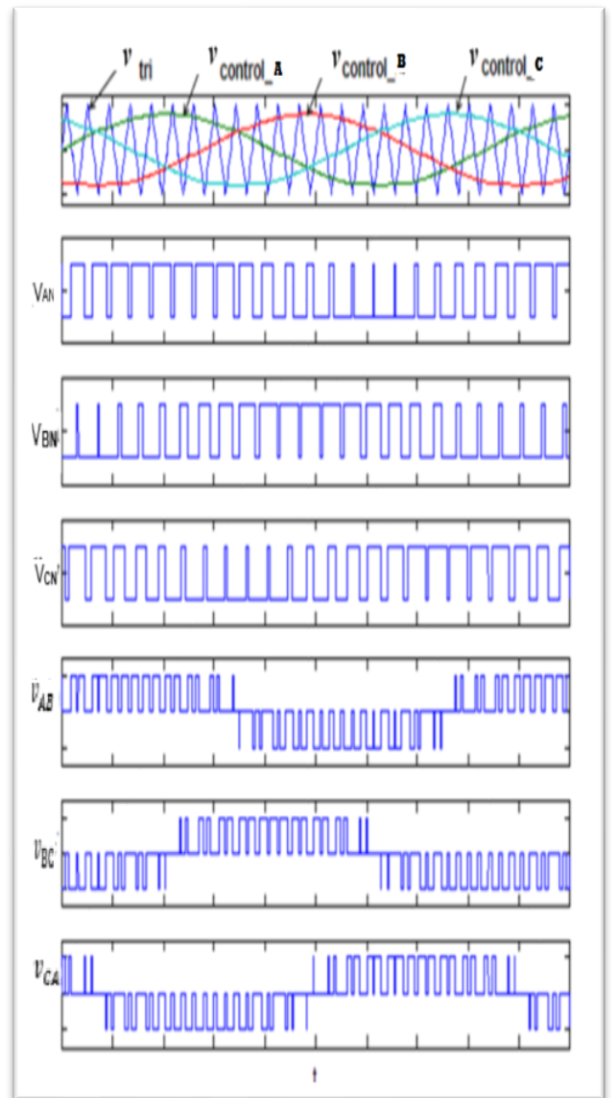 v tri v control_A v control_B v control_C
VAN
VBN
VCN
vAB
vBC
vCA
t